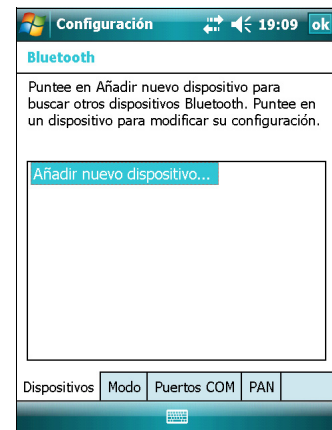 Configuración 19:09 ok
Bluetooth
Puntee en Añadir nuevo dispositivo para
buscar otros dispositivos Bluetooth. Puntee en
un dispositivo para modificar su configuración.
Añadir nuevo dispositivo...
Dispositivos Modo Puertos COM PAN